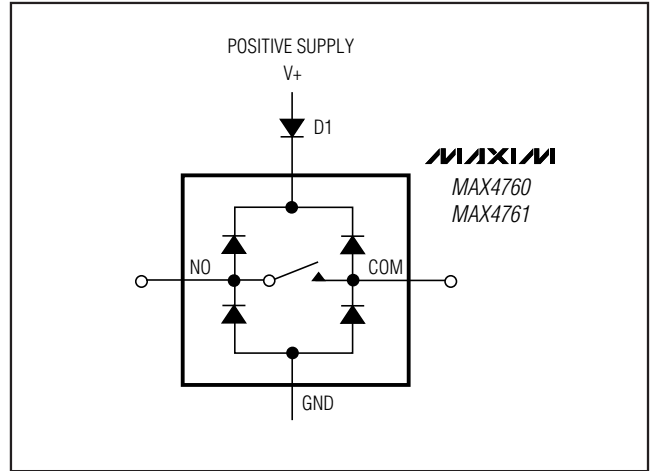 POSITIVE SUPPLY
V+
D1
MAXIM
MAX4760
MAX4761
NO
COM
GND